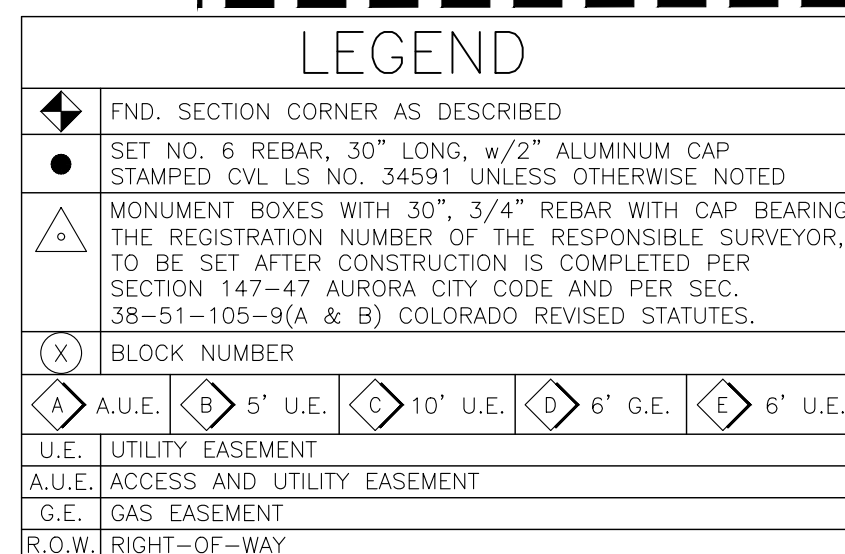 LEGEND
FND. SECTION CORNER AS DESCRIBED
SET NO. 6 REBAR, 30" LONG, w/2" ALUMINUM CAP
STAMPED CVL LS NO. 34591 UNLESS OTHERWISE NOTED
MONUMENT BOXES WITH 30", 3/4" REBAR WITH CAP BEARING
THE REGISTRATION NUMBER OF THE RESPONSIBLE SURVEYOR,
TO BE SET AFTER CONSTRUCTION IS COMPLETED PER
SECTION 147-47 AURORA CITY CODE AND PER SEC.
38-51-105-9(A & B) COLORADO REVISED STATUTES.
X BLOCK NUMBER
A A.U.E. B 5' U.E. C 10' U.E. D 6' G.E. E 6' U.E.
U.E. UTILITY EASEMENT
A.U.E. ACCESS AND UTILITY EASEMENT
G.E. GAS EASEMENT
R.O.W. RIGHT-OF-WAY